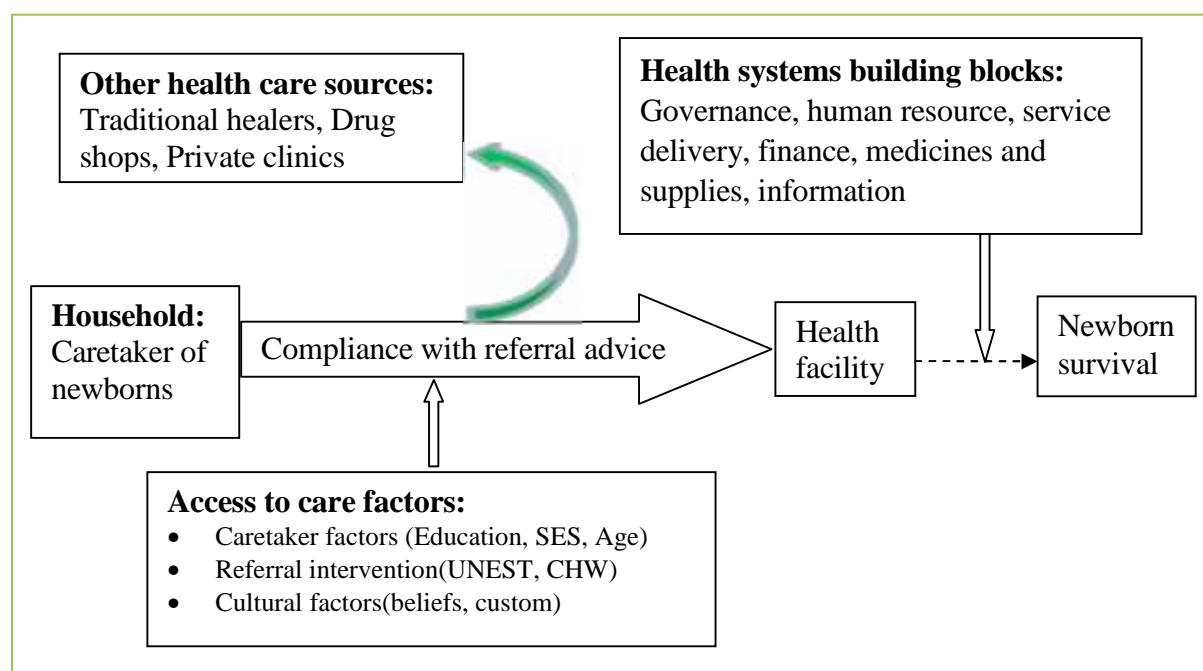 Other health care sources:
Traditional healers, Drug
shops, Private clinics
Health systems building blocks:
Governance, human resource, service
delivery, finance, medicines and
supplies, information
Household:
Caretaker of
newborns
Compliance with referral advice
Health
facility
Newborn
survival
Access to care factors:
• Caretaker factors (Education, SES, Age)
• Referral intervention(UNEST, CHW)
• Cultural factors(beliefs, custom)